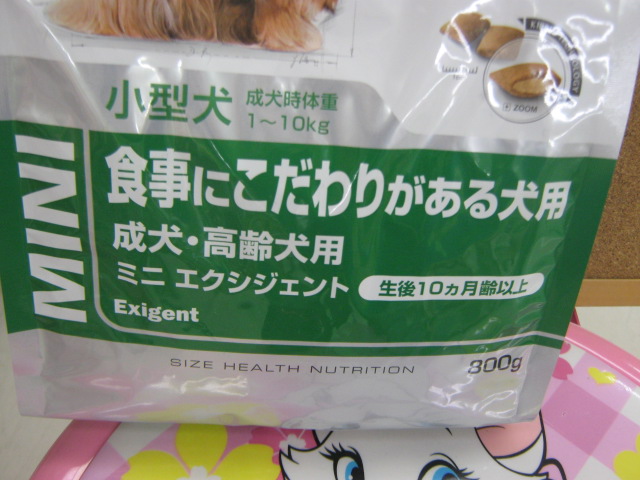 小型犬
成犬時体重
1～10kg
ZOOM
MINI
食事にこだわりがある犬用
成犬・高齢犬用
ミニ エクシジェント
生後10ヵ月齢以上
Exigent
SIZE HEALTH NUTRITION
800g